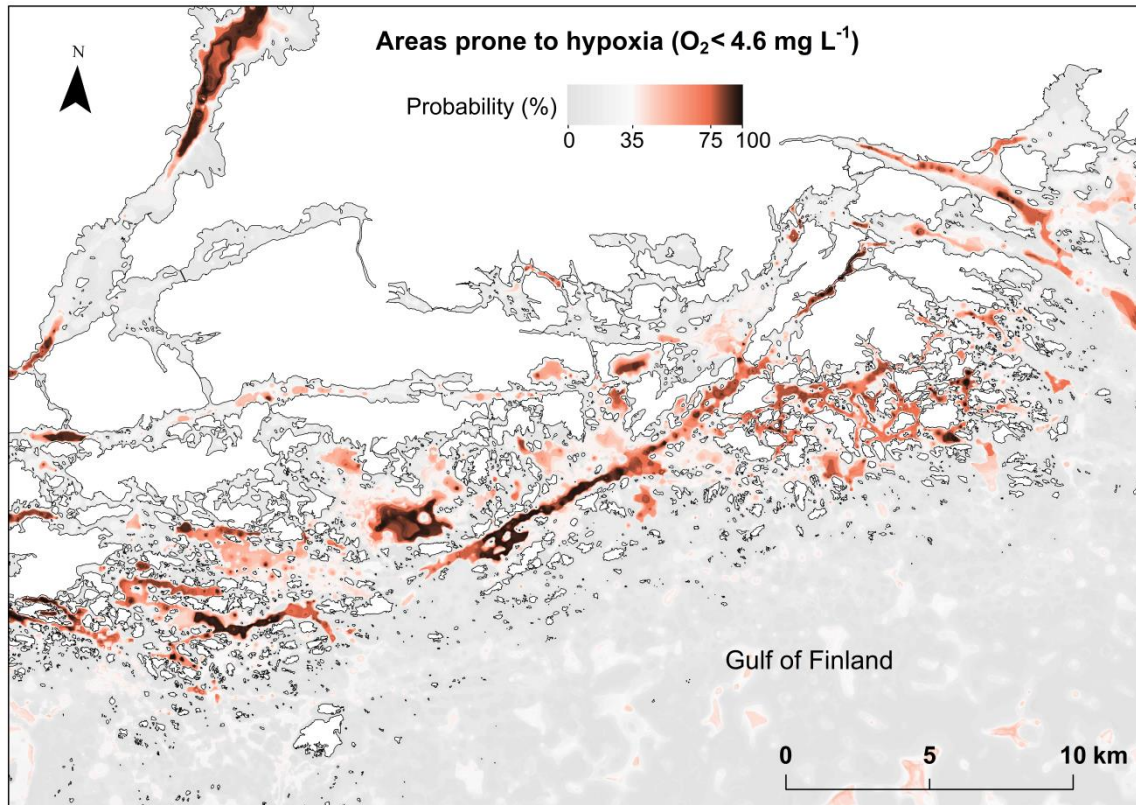 Areas prone to hypoxia (O₂< 4.6 mg L⁻¹)
N
Probability (%)
0 35 75 100
Gulf of Finland
0 5 10 km